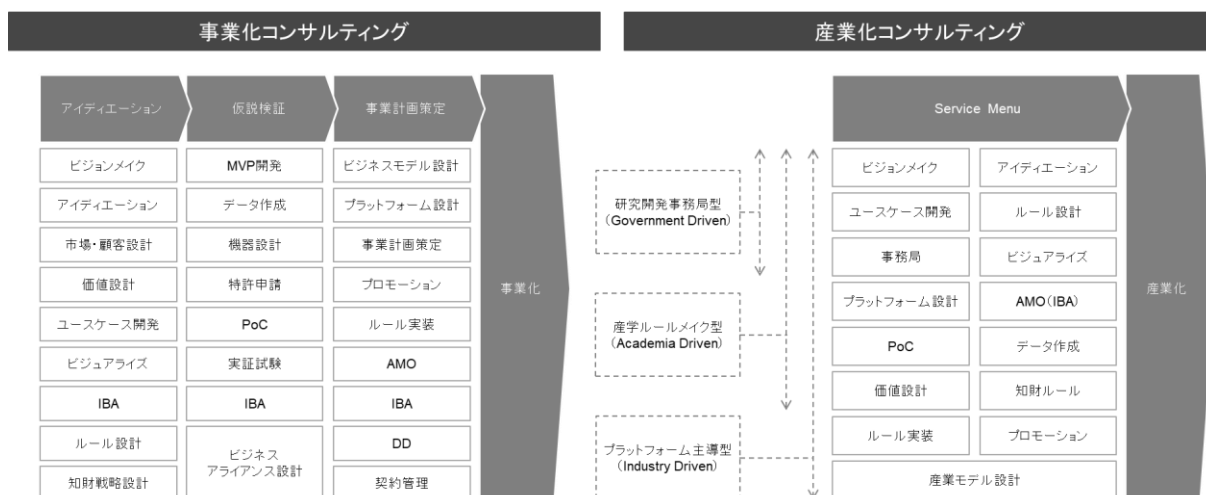 事業化コンサルティング
アイディエーション
仮説検証
事業計画策定
ビジョンメイク
MVP開発
ビジネスモデル設計
アイディエーション
データ作成
プラットフォーム設計
市場・顧客設計
機器設計
事業計画策定
価値設計
特許申請
プロモーション
ユースケース開発
PoC
ルール実装
ビジュアライズ
実証試験
AMO
IBA
IBA
IBA
ルール設計
ビジネス
アライアンス設計
DD
知財戦略設計
契約管理
事業化
産業化コンサルティング
研究開発事務局型
(Government Driven)
産学ルールメイク型
(Academia Driven)
プラットフォーム主導型
(Industry Driven)
Service Menu
ビジョンメイク
アイディエーション
ユースケース開発
ルール設計
事務局
ビジュアライズ
プラットフォーム設計
AMO(IBA)
PoC
データ作成
価値設計
知財ルール
ルール実装
プロモーション
産業モデル設計
産業化